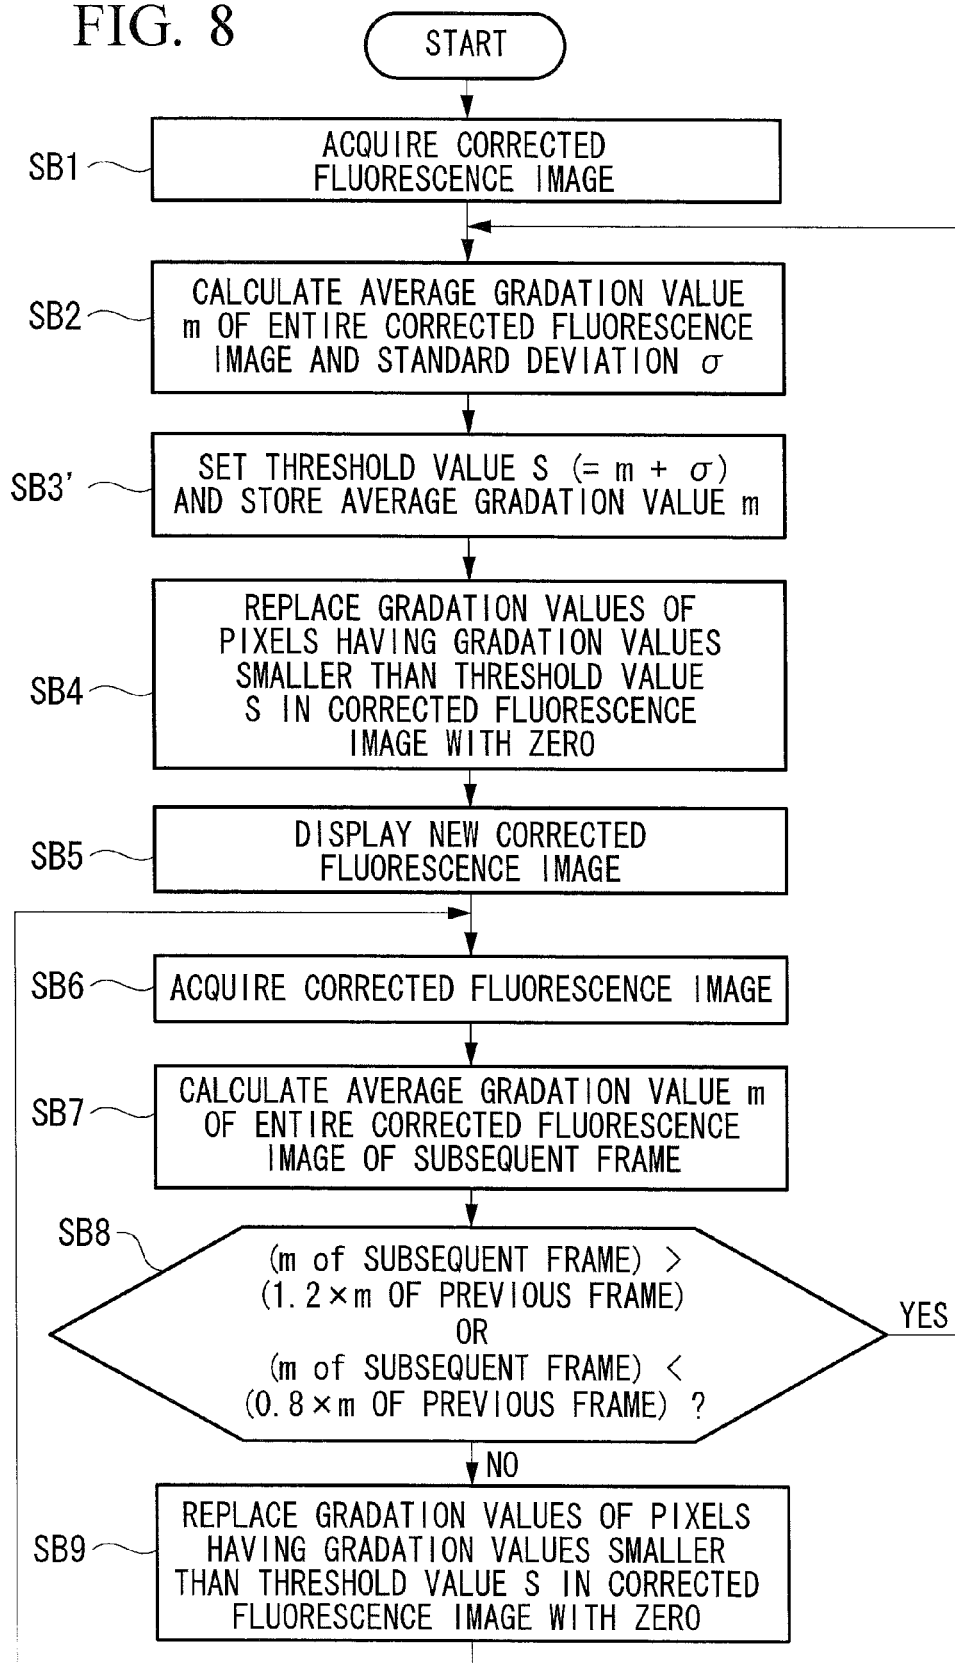 FIG. 8
START
SB1
ACQUIRE CORRECTED
FLUORESCENCE IMAGE
SB2
CALCULATE AVERAGE GRADATION VALUE
m OF ENTIRE CORRECTED FLUORESCENCE
IMAGE AND STANDARD DEVIATION σ
SB3'
SET THRESHOLD VALUE S (= m + σ)
AND STORE AVERAGE GRADATION VALUE m
SB4
REPLACE GRADATION VALUES OF
PIXELS HAVING GRADATION VALUES
SMALLER THAN THRESHOLD VALUE
S IN CORRECTED FLUORESCENCE
IMAGE WITH ZERO
SB5
DISPLAY NEW CORRECTED
FLUORESCENCE IMAGE
SB6
ACQUIRE CORRECTED FLUORESCENCE IMAGE
SB7
CALCULATE AVERAGE GRADATION VALUE m
OF ENTIRE CORRECTED FLUORESCENCE
IMAGE OF SUBSEQUENT FRAME
SB8
(m of SUBSEQUENT FRAME) >
(1.2×m OF PREVIOUS FRAME)
OR
(m of SUBSEQUENT FRAME) <
(0.8×m OF PREVIOUS FRAME) ?
YES
NO
SB9
REPLACE GRADATION VALUES OF PIXELS
HAVING GRADATION VALUES SMALLER
THAN THRESHOLD VALUE S IN CORRECTED
FLUORESCENCE IMAGE WITH ZERO